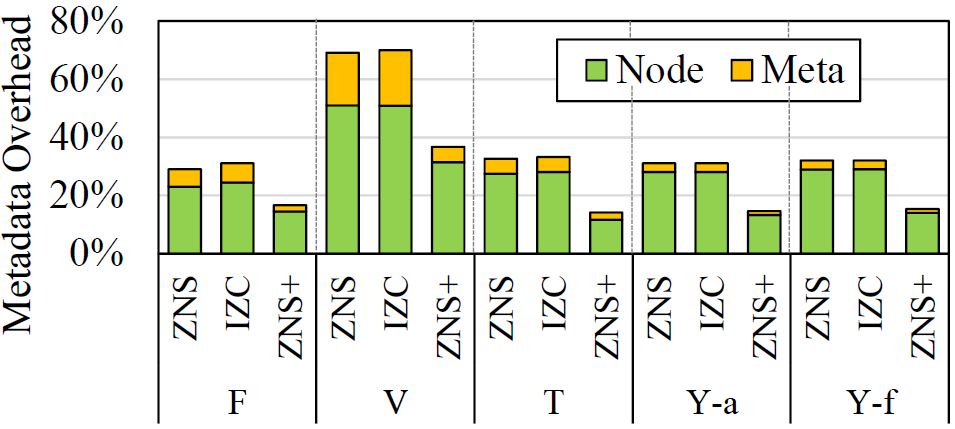 Metadata Overhead
80%
60%
40%
20%
0%
Node
Meta
ZNS IZC ZNS+ ZNS IZC ZNS+ ZNS IZC ZNS+ ZNS IZC ZNS+ ZNS IZC ZNS+
F V T Y-a Y-f